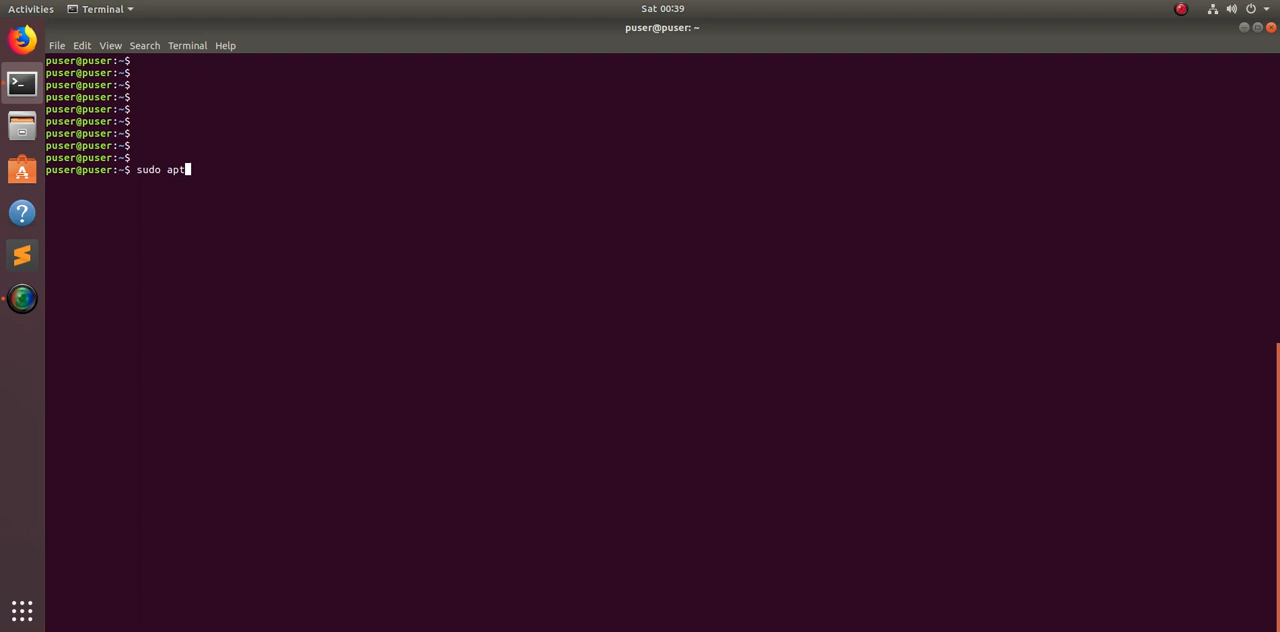 Activities Terminal Sat 00:39
puser@puser: ~
File Edit View Search Terminal Help
puser@puser:~$
puser@puser:~$
puser@puser:~$
puser@puser:~$
puser@puser:~$
puser@puser:~$
puser@puser:~$
puser@puser:~$
puser@puser:~$
puser@puser:~$ sudo apt